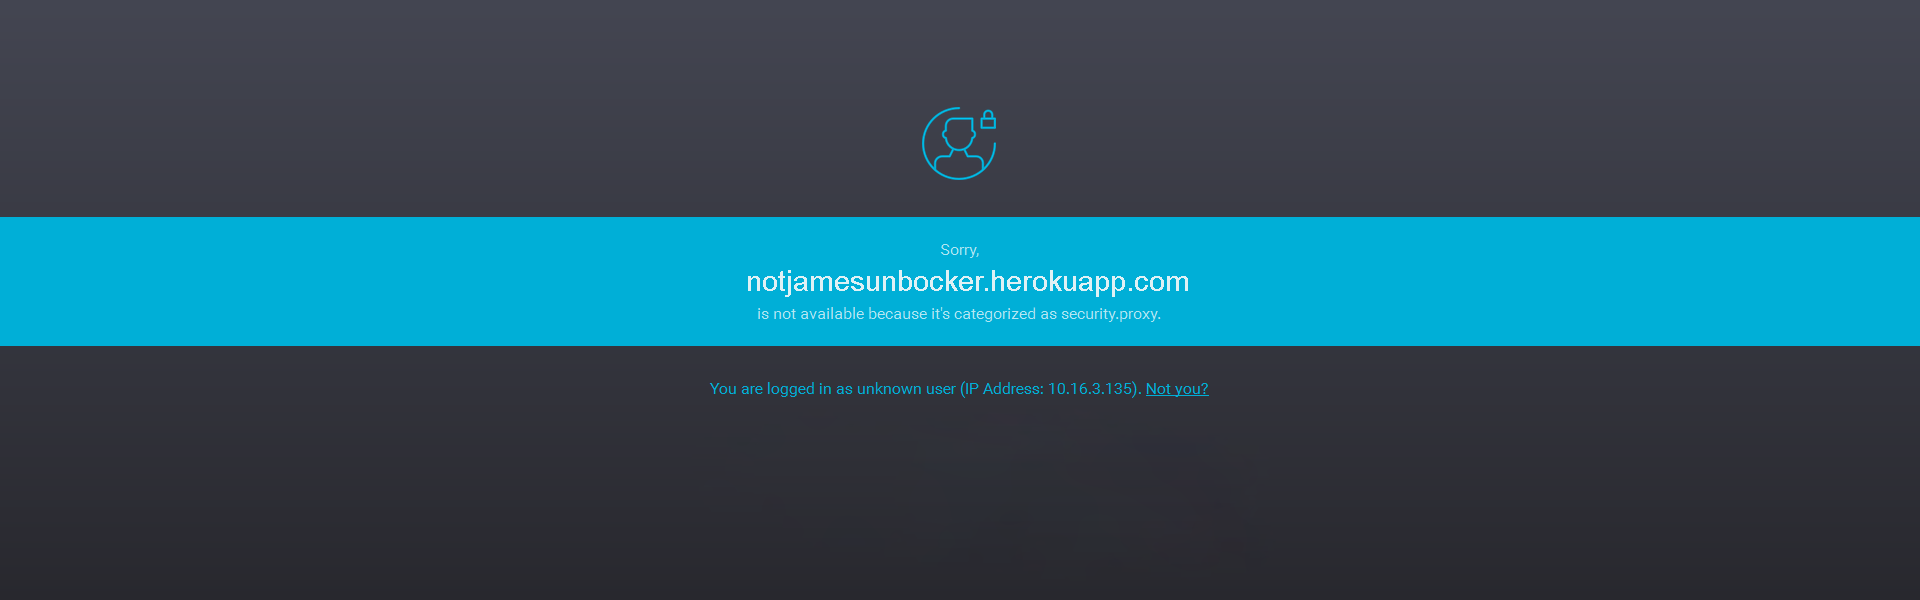 Sorry,
notjamesunbocker.herokuapp.com
is not available because it's categorized as security.proxy.
You are logged in as unknown user (IP Address: 10.16.3.135). Not you?